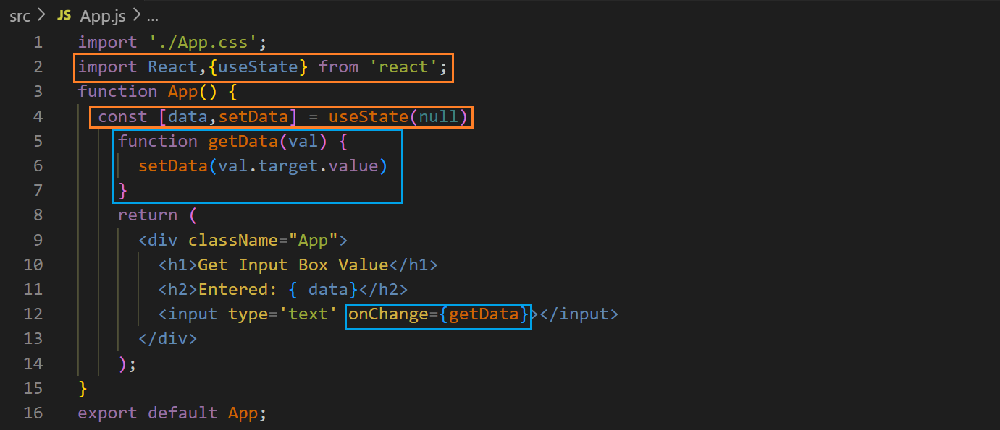 src > JS App.js > ...
1 import './App.css';
2 import React,{useState} from 'react';
3 function App() {
4 const [data,setData] = useState(null)
5 function getData(val) {
6 setData(val.target.value)
7 }
8 return (
9 <div className="App">
10 <h1>Get Input Box Value</h1>
11 <h2>Entered: { data}</h2>
12 <input type='text' onChange={getData}></input>
13 </div>
14 );
15 }
16 export default App;